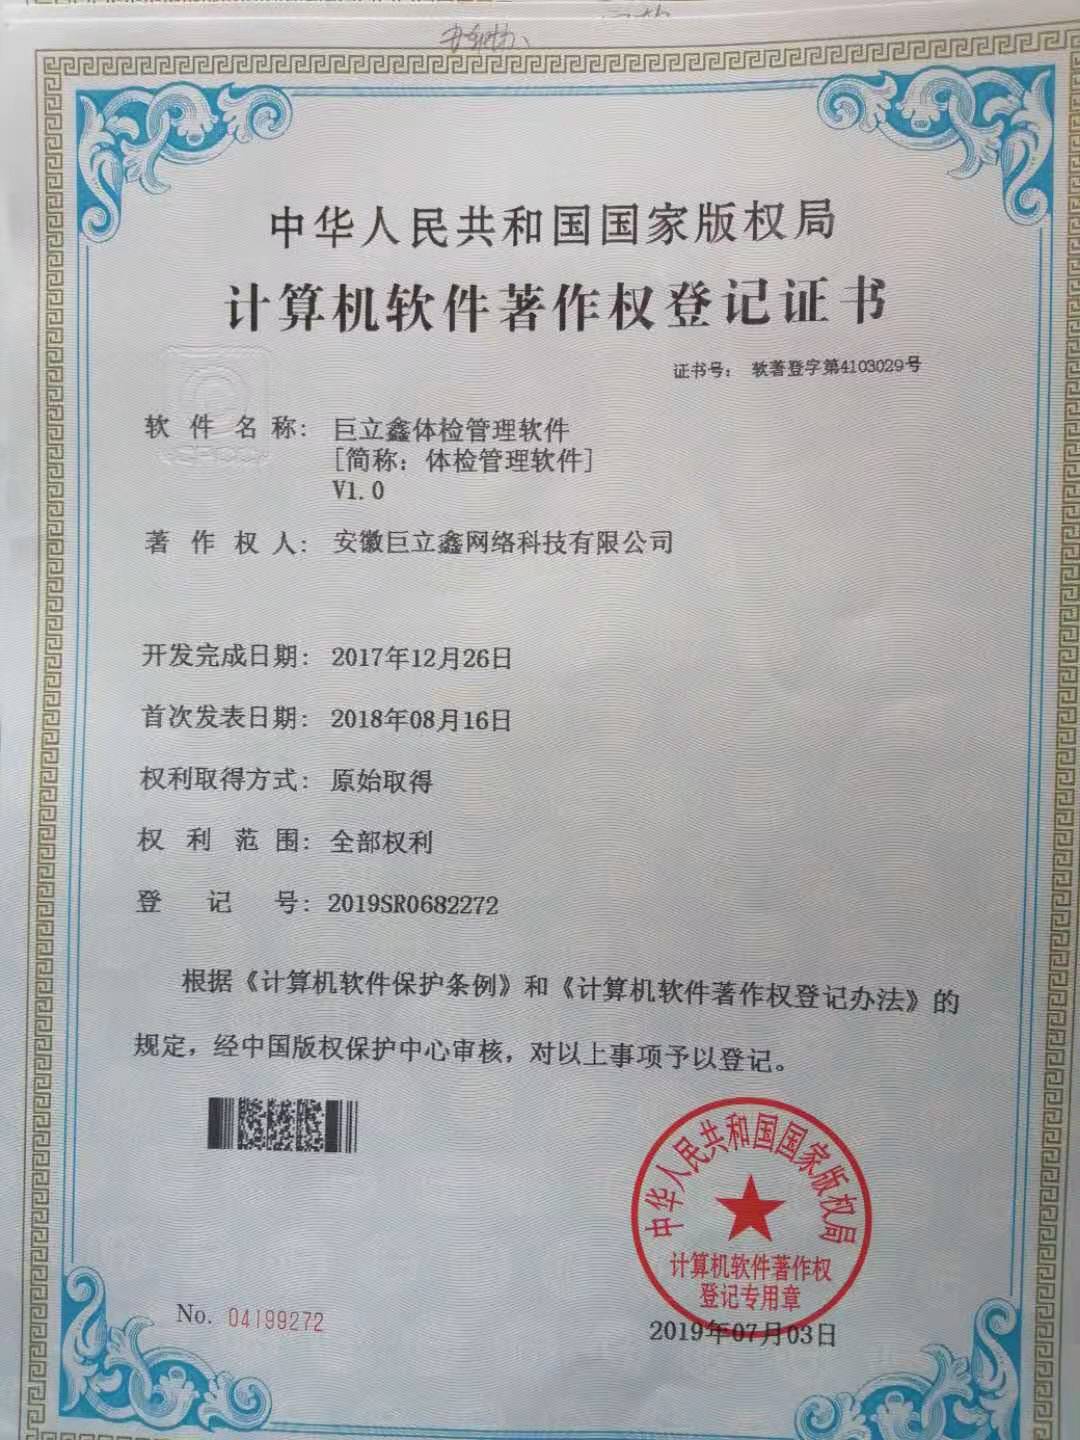 中华人民共和国国家版权局
计算机软件著作权登记证书
证书号： 软著登字第4103029号
软件名称： 巨立鑫体检管理软件
[简称：体检管理软件]
V1.0
著作权人： 安徽巨立鑫网络科技有限公司
开发完成日期： 2017年12月26日
首次发表日期： 2018年08月16日
权利取得方式： 原始取得
权利范围： 全部权利
登记号： 2019SR0682272
根据《计算机软件保护条例》和《计算机软件著作权登记办法》的
规定，经中国版权保护中心审核，对以上事项予以登记。
中华人民共和国国家版权局
计算机软件著作权
登记专用章
No. 04199272
2019年07月03日